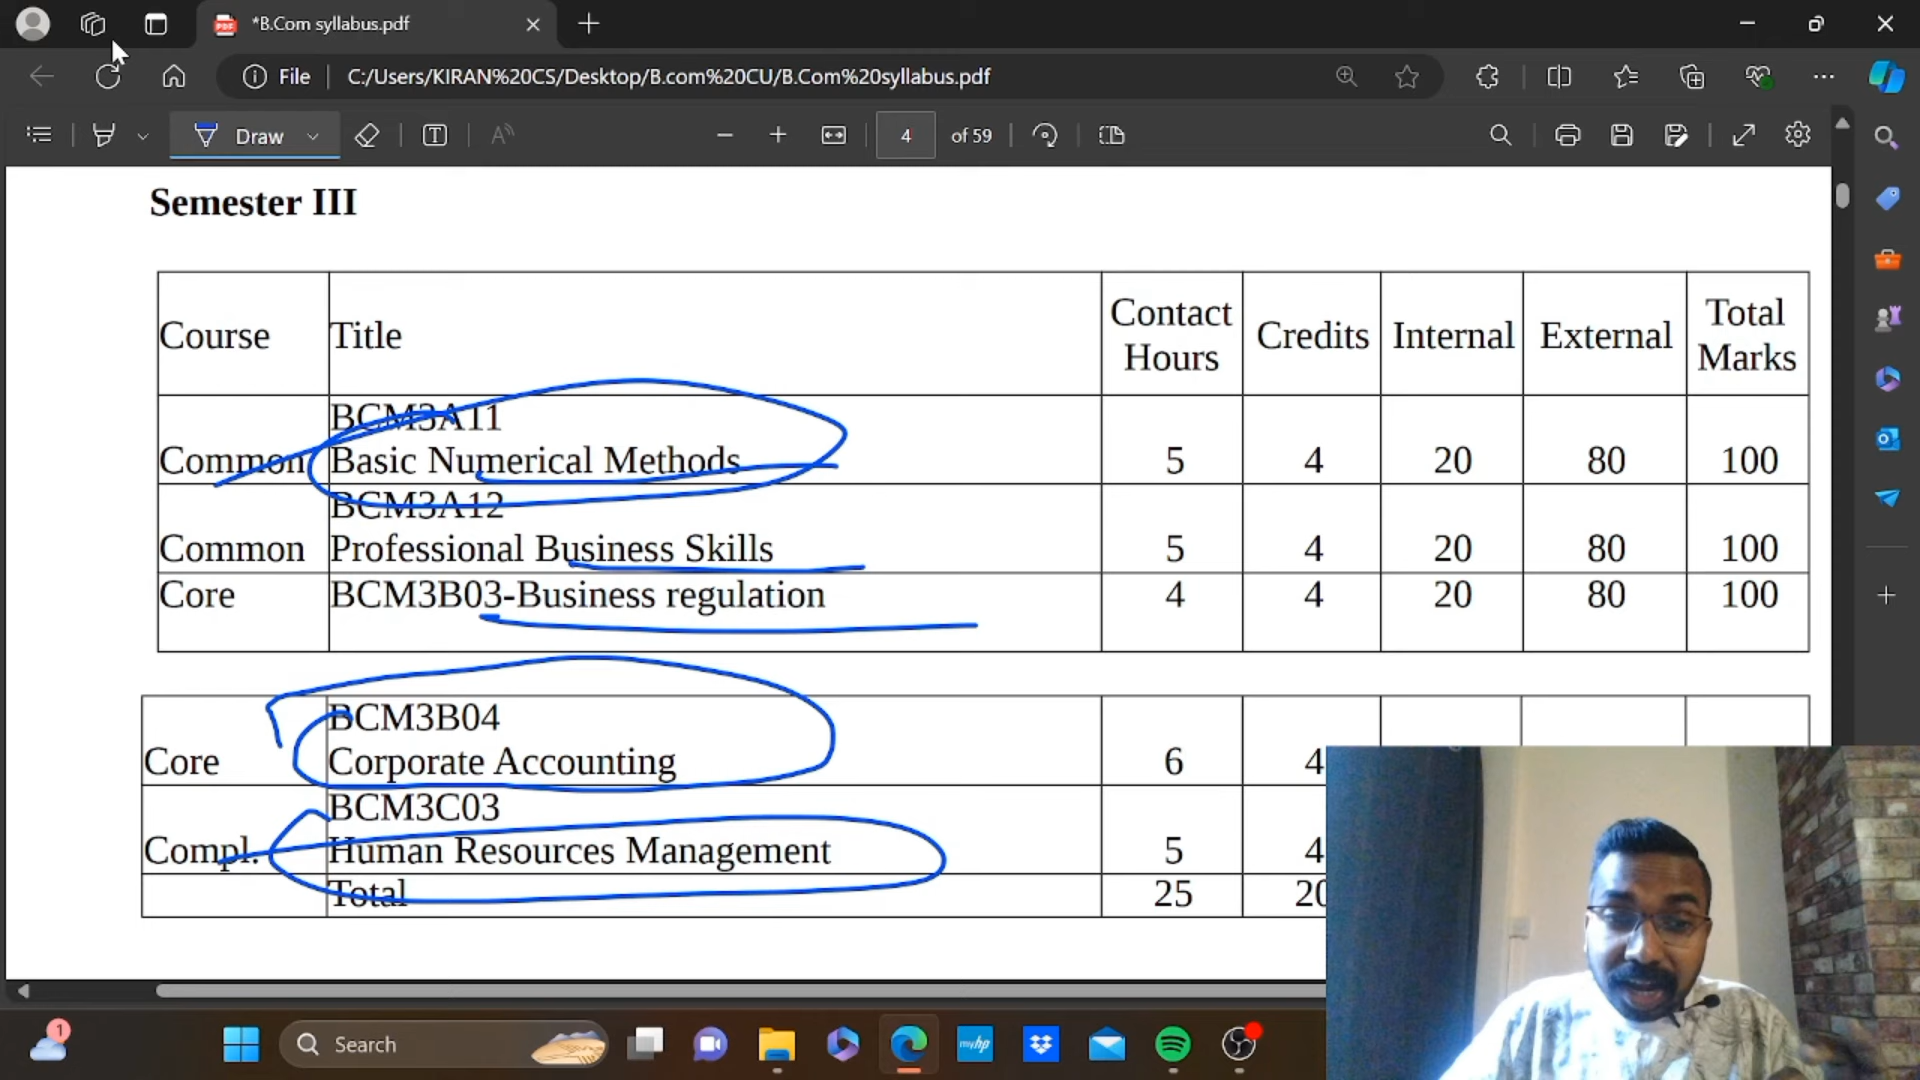 *B.Com syllabus.pdf
File C:/Users/KIRAN%20CS/Desktop/B.com%20CU/B.Com%20syllabus.pdf
Draw 4 of 59
Semester III
Course Title Contact Hours Credits Internal External Total Marks
BCM3A11
Common Basic Numerical Methods 5 4 20 80 100
BCM3A12
Common Professional Business Skills 5 4 20 80 100
Core BCM3B03-Business regulation 4 4 20 80 100
BCM3B04
Core Corporate Accounting 6 4
BCM3C03
Compl. Human Resources Management 5 4
Total 25 20
1
Search
myhp